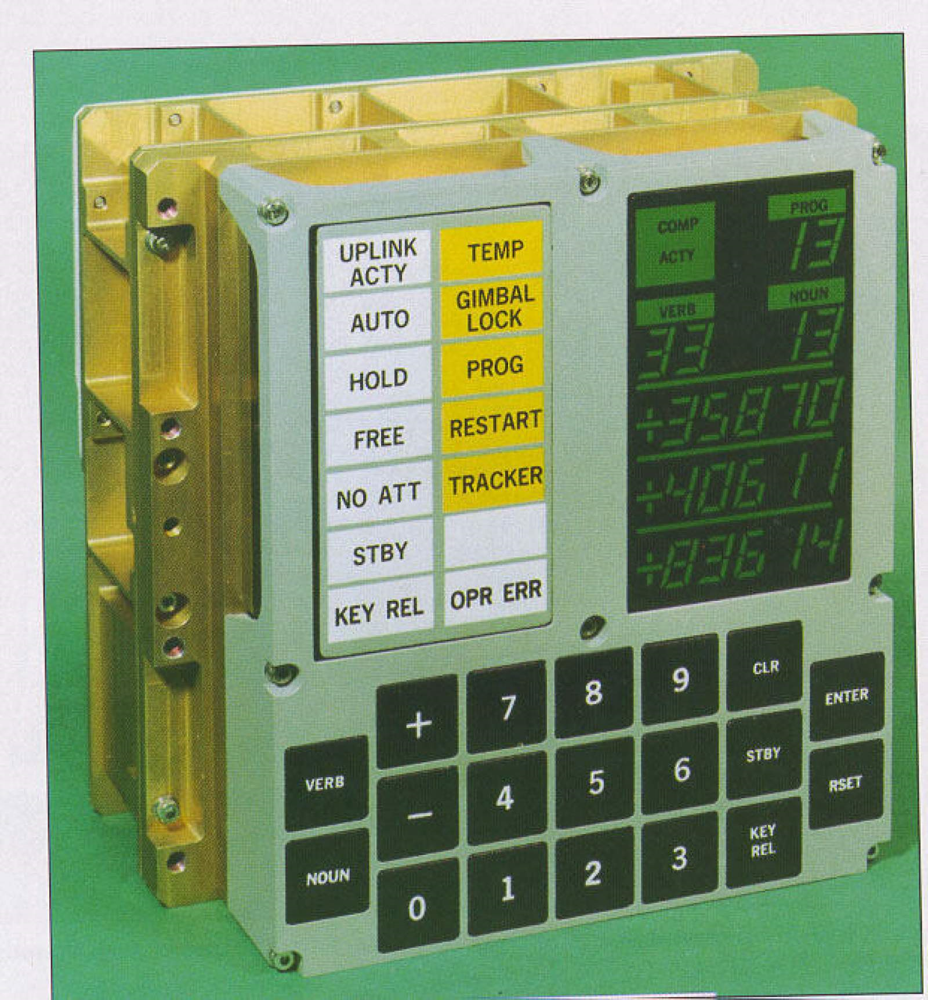 UPLINK
ACTY
TEMP
AUTO
GIMBAL
LOCK
HOLD
PROG
FREE
RESTART
NO ATT
TRACKER
STBY
KEY REL
OPR ERR
COMP
ACTY
PROG
13
VERB
NOUN
33
13
+35870
+40611
+83614
VERB
NOUN
+
7
8
9
CLR
ENTER
−
4
5
6
STBY
RSET
0
1
2
3
KEY
REL